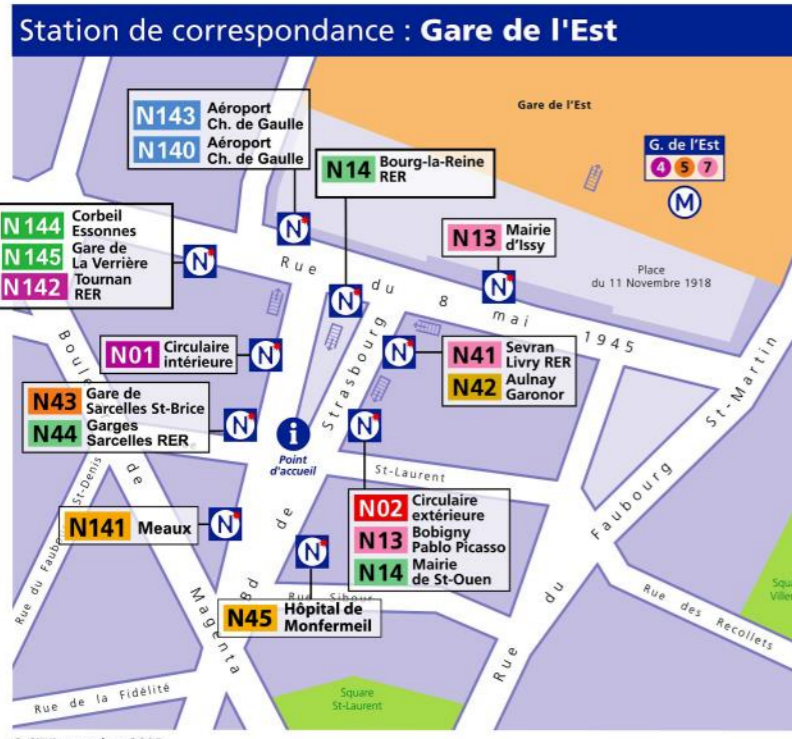 Station de correspondance : Gare de l'Est
N143 Aéroport
Ch. de Gaulle
N140 Aéroport
Ch. de Gaulle
Gare de l'Est
G. de l'Est
4 5 7
M
N14 Bourg-la-Reine
RER
N144 Corbeil
Essonnes
N145 Gare de
La Verrière
N142 Tournan
RER
N
N
N13 Mairie
d'Issy
N
Place
du 11 Novembre 1918
Rue du 8 mai 1945
N
N01 Circulaire
intérieure
N
N
N41 Sevran
Livry RER
N42 Aulnay
Garonor
N43 Gare de
Sarcelles St-Brice
N44 Garges
Sarcelles RER
N
i
Point
d'accueil
N
St-Laurent
Bd de Strasbourg
Rue du Faubourg St-Martin
N02 Circulaire
extérieure
N13 Bobigny
Pablo Picasso
N14 Mairie
de St-Ouen
N141 Meaux
N
N
N45 Hôpital de
Monfermeil
Rue Sibour
de Magenta
Rue des Recollets
Rue de la Fidélité
Square
St-Laurent